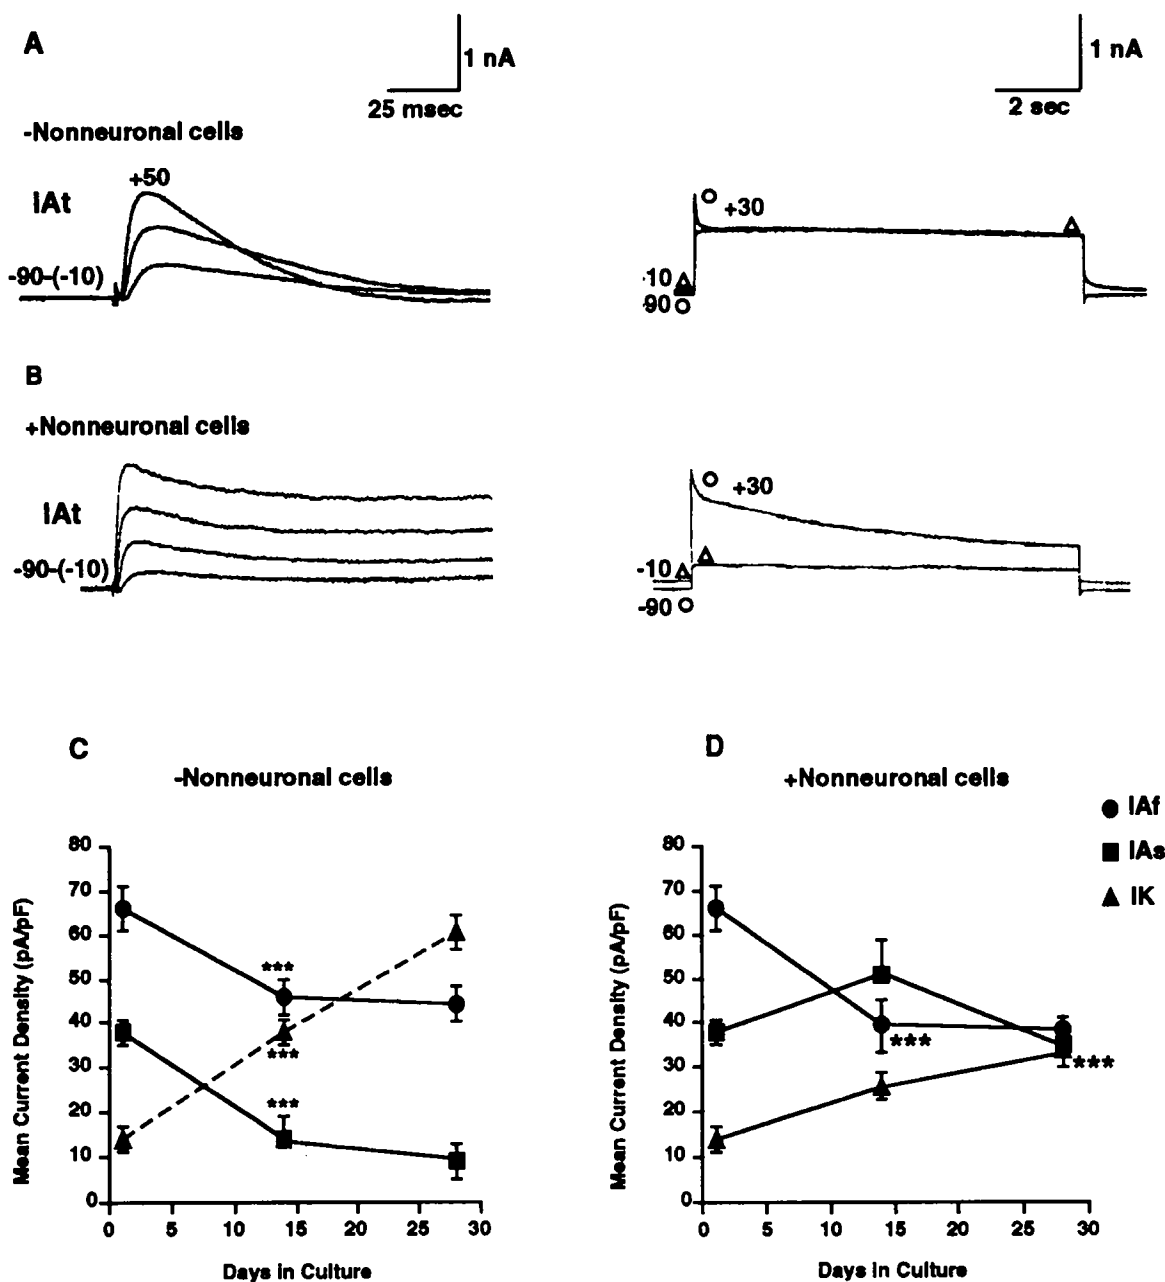 A
1 nA
25 msec
1 nA
2 sec
-Nonneuronal cells
IAt
+50
-90-(-10)
+30
-10
-90
B
+Nonneuronal cells
IAt
-90-(-10)
+30
-10
-90
C
-Nonneuronal cells
D
+Nonneuronal cells
IAf
IAs
IK
Mean Current Density (pA/pF)
80
70
60
50
40
30
20
10
0
***
***
***
0 5 10 15 20 25 30
Days in Culture
Mean Current Density (pA/pF)
80
70
60
50
40
30
20
10
0
***
***
0 5 10 15 20 25 30
Days in Culture